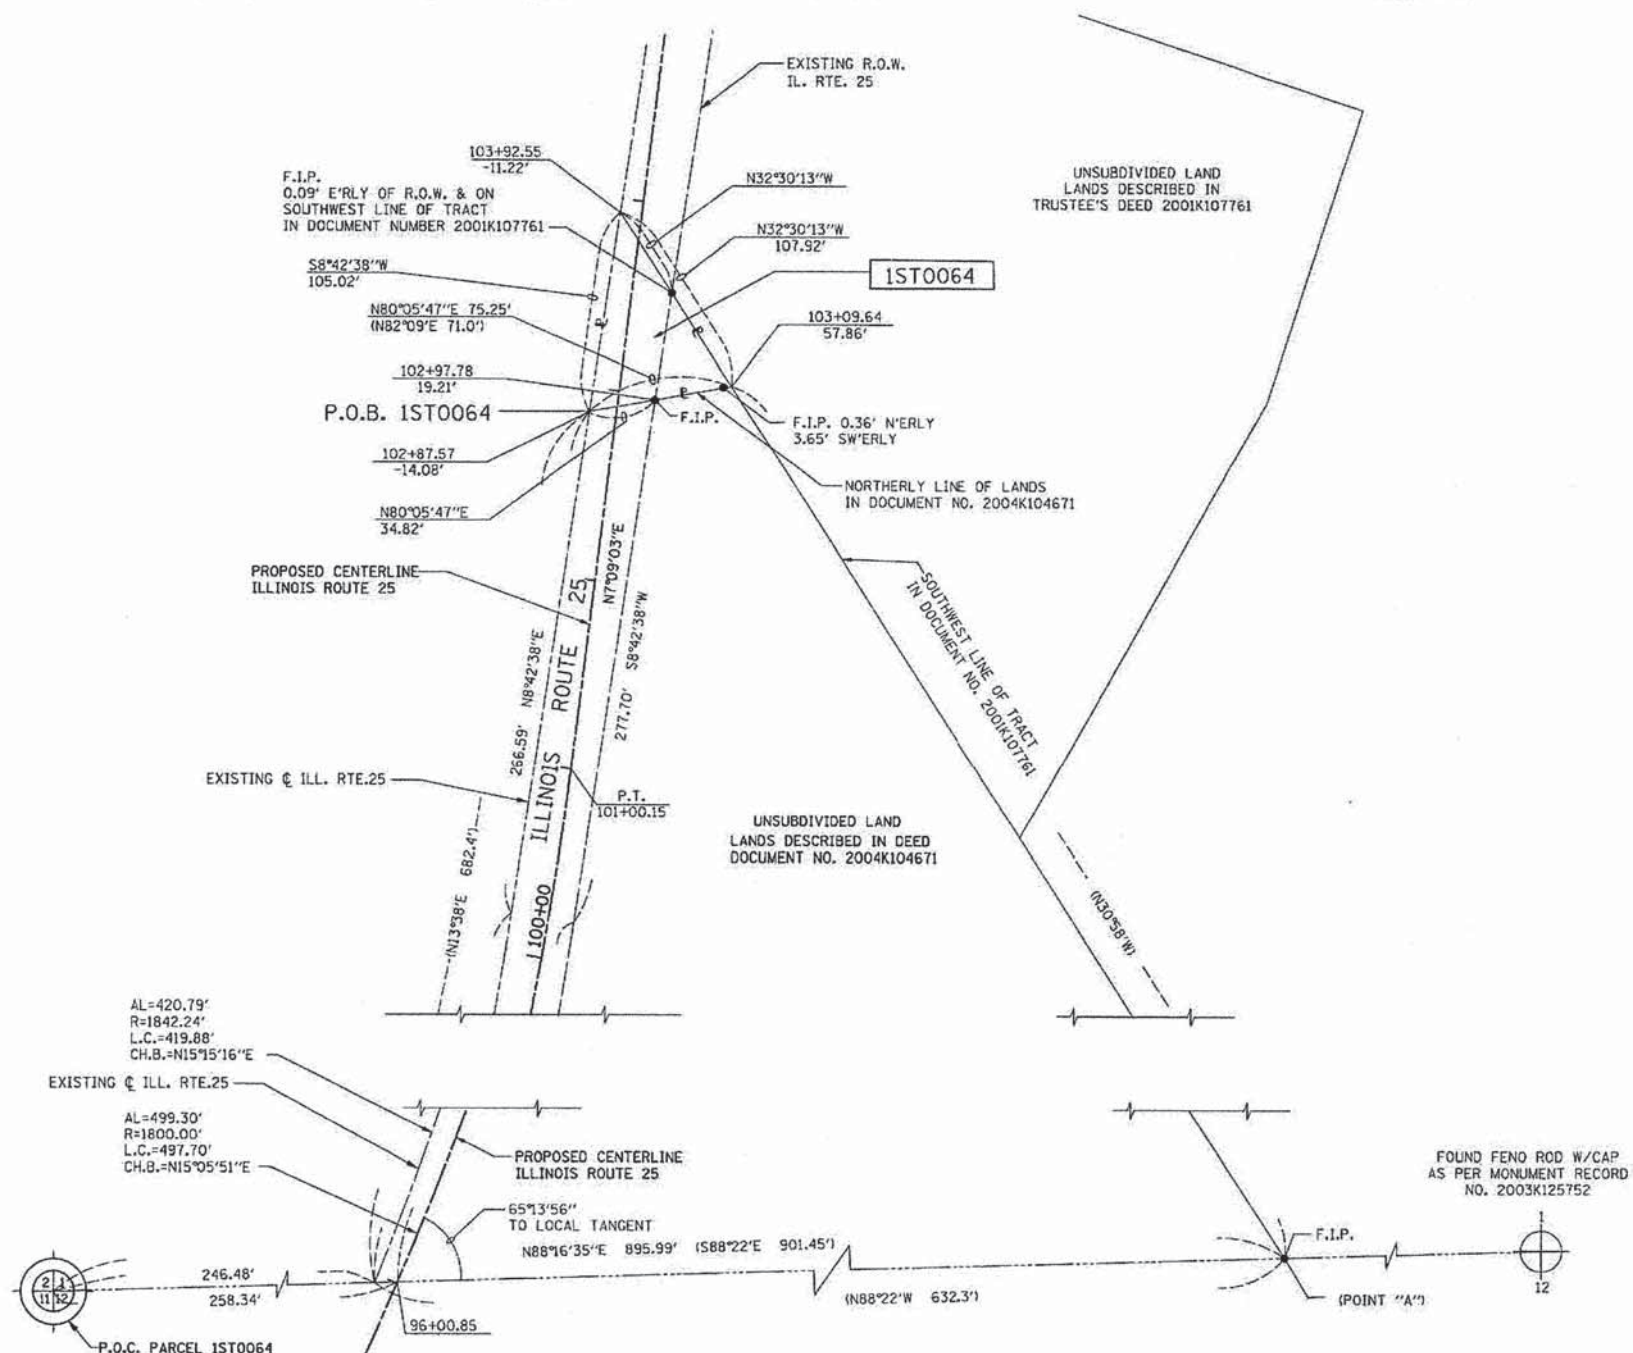 EXISTING R.O.W.
IL. RTE. 25
103+92.55
-11.22'
F.I.P.
0.09' E'RLY OF R.O.W. & ON
SOUTHWEST LINE OF TRACT
IN DOCUMENT NUMBER 2001K107761
N32°30'13"W
UNSUBDIVIDED LAND
LANDS DESCRIBED IN
TRUSTEE'S DEED 2001K107761
N32°30'13"W
107.92'
S8°42'38"W
105.02'
1ST0064
N80°05'47"E 75.25'
(N82°09'E 71.0')
103+09.64
57.86'
102+97.78
19.21'
P.O.B. 1ST0064
F.I.P.
F.I.P. 0.36' N'ERLY
3.65' SW'ERLY
102+87.57
-14.08'
NORTHERLY LINE OF LANDS
IN DOCUMENT NO. 2004K104671
N80°05'47"E
34.82'
PROPOSED CENTERLINE
ILLINOIS ROUTE 25
N7°09'03"E
SOUTHWEST LINE OF TRACT
IN DOCUMENT NO. 2001K107761
266.59' N8°42'38"E
ILLINOIS ROUTE 25
277.70' S8°42'38"W
EXISTING ℄ ILL. RTE.25
P.T.
101+00.15
UNSUBDIVIDED LAND
LANDS DESCRIBED IN DEED
DOCUMENT NO. 2004K104671
(N13°38'E 682.4')
100+00
(N30°58'W)
AL=420.79'
R=1842.24'
L.C.=419.88'
CH.B.=N15°15'16"E
EXISTING ℄ ILL. RTE.25
AL=499.30'
R=1800.00'
L.C.=497.70'
CH.B.=N15°05'51"E
PROPOSED CENTERLINE
ILLINOIS ROUTE 25
65°13'56"
TO LOCAL TANGENT
FOUND FENO ROD W/CAP
AS PER MONUMENT RECORD
NO. 2003K125752
N88°16'35"E 895.99' (S88°22'E 901.45')
F.I.P.
1
12
2 1
11 12
246.48'
258.34'
(N88°22'W 632.3')
(POINT "A")
96+00.85
P.O.C. PARCEL 1ST0064